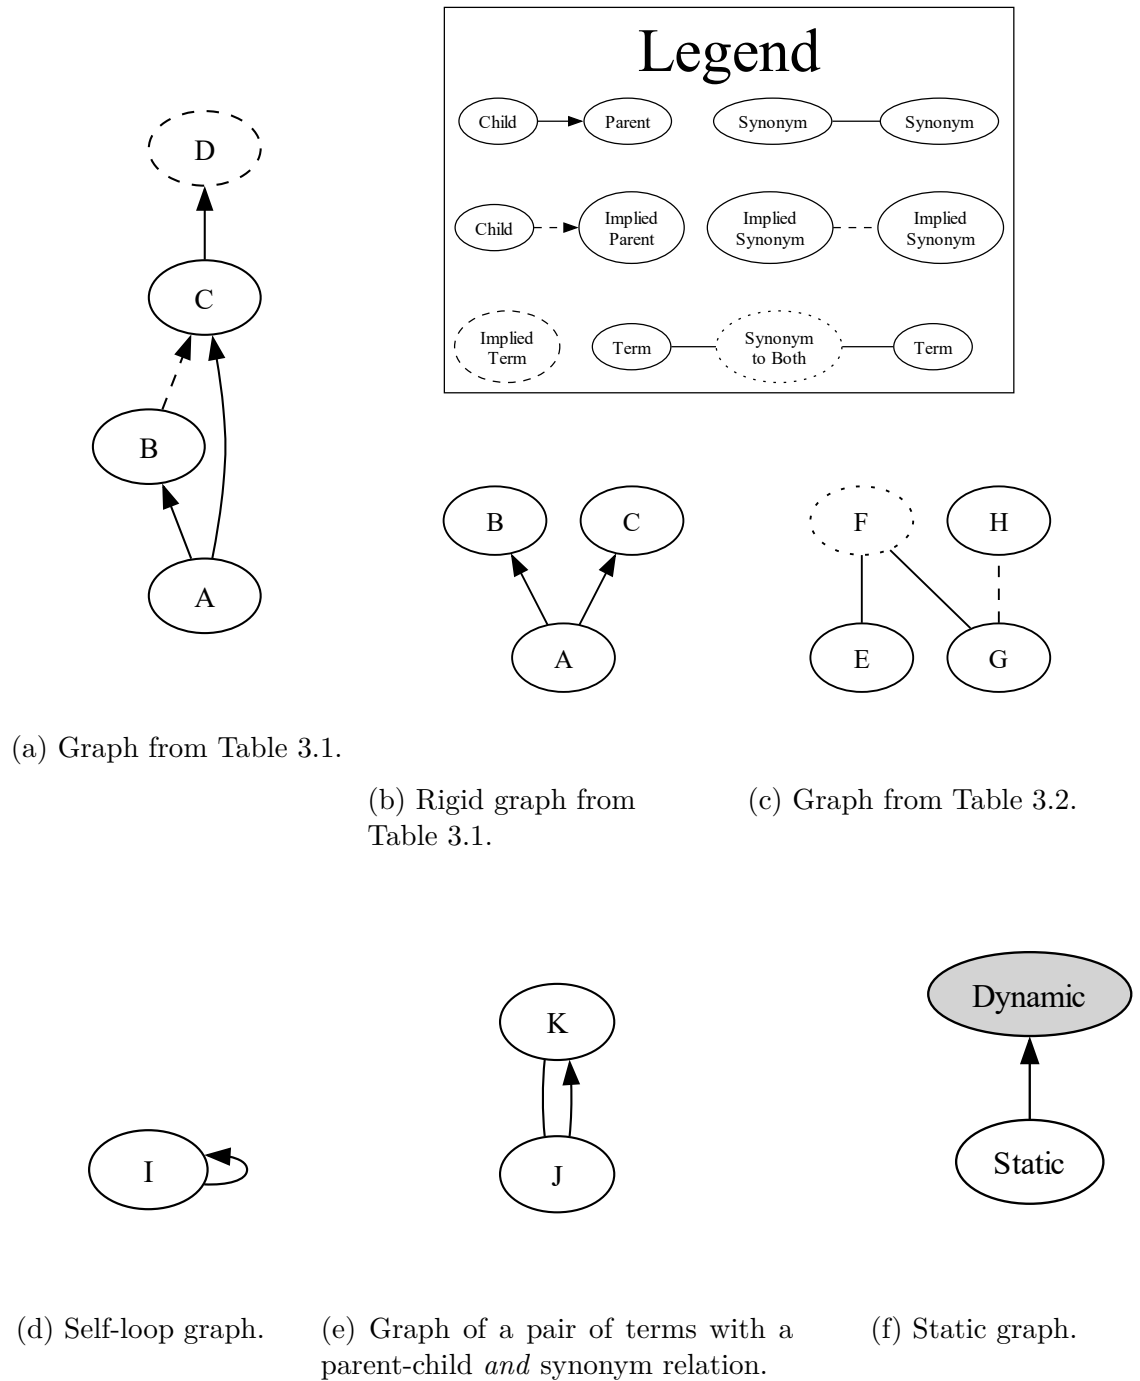 Legend
Child
Parent
Synonym
Synonym
Child
Implied
Parent
Implied
Synonym
Implied
Synonym
Implied
Term
Term
Synonym
to Both
Term
D
C
B
A
(a) Graph from Table 3.1.
B
C
A
(b) Rigid graph from
Table 3.1.
F
H
E
G
(c) Graph from Table 3.2.
I
(d) Self-loop graph.
K
J
(e) Graph of a pair of terms with a
parent-child and synonym relation.
Dynamic
Static
(f) Static graph.